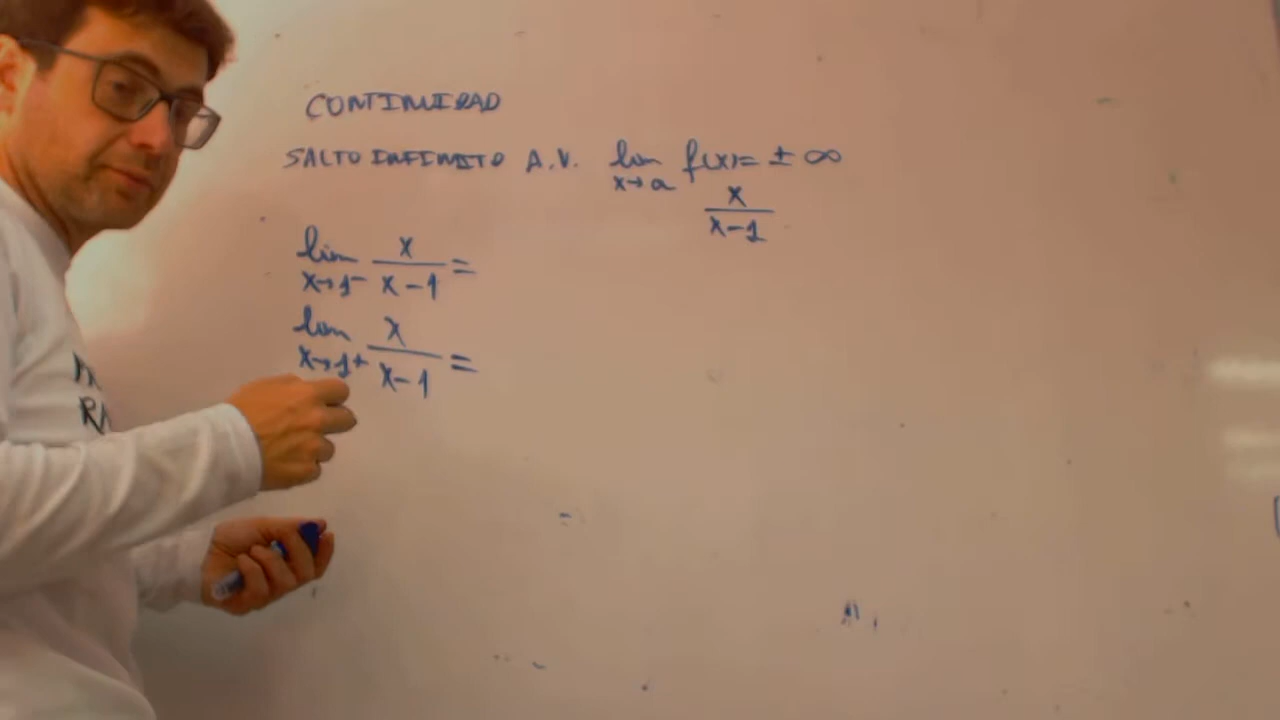 CONTINUIDAD
SALTO INFINITO A.V. lim x→a f(x)= ± ∞
x/(x-1)
lim x→1⁻ x/(x-1) =
lim x→1⁺ x/(x-1) =